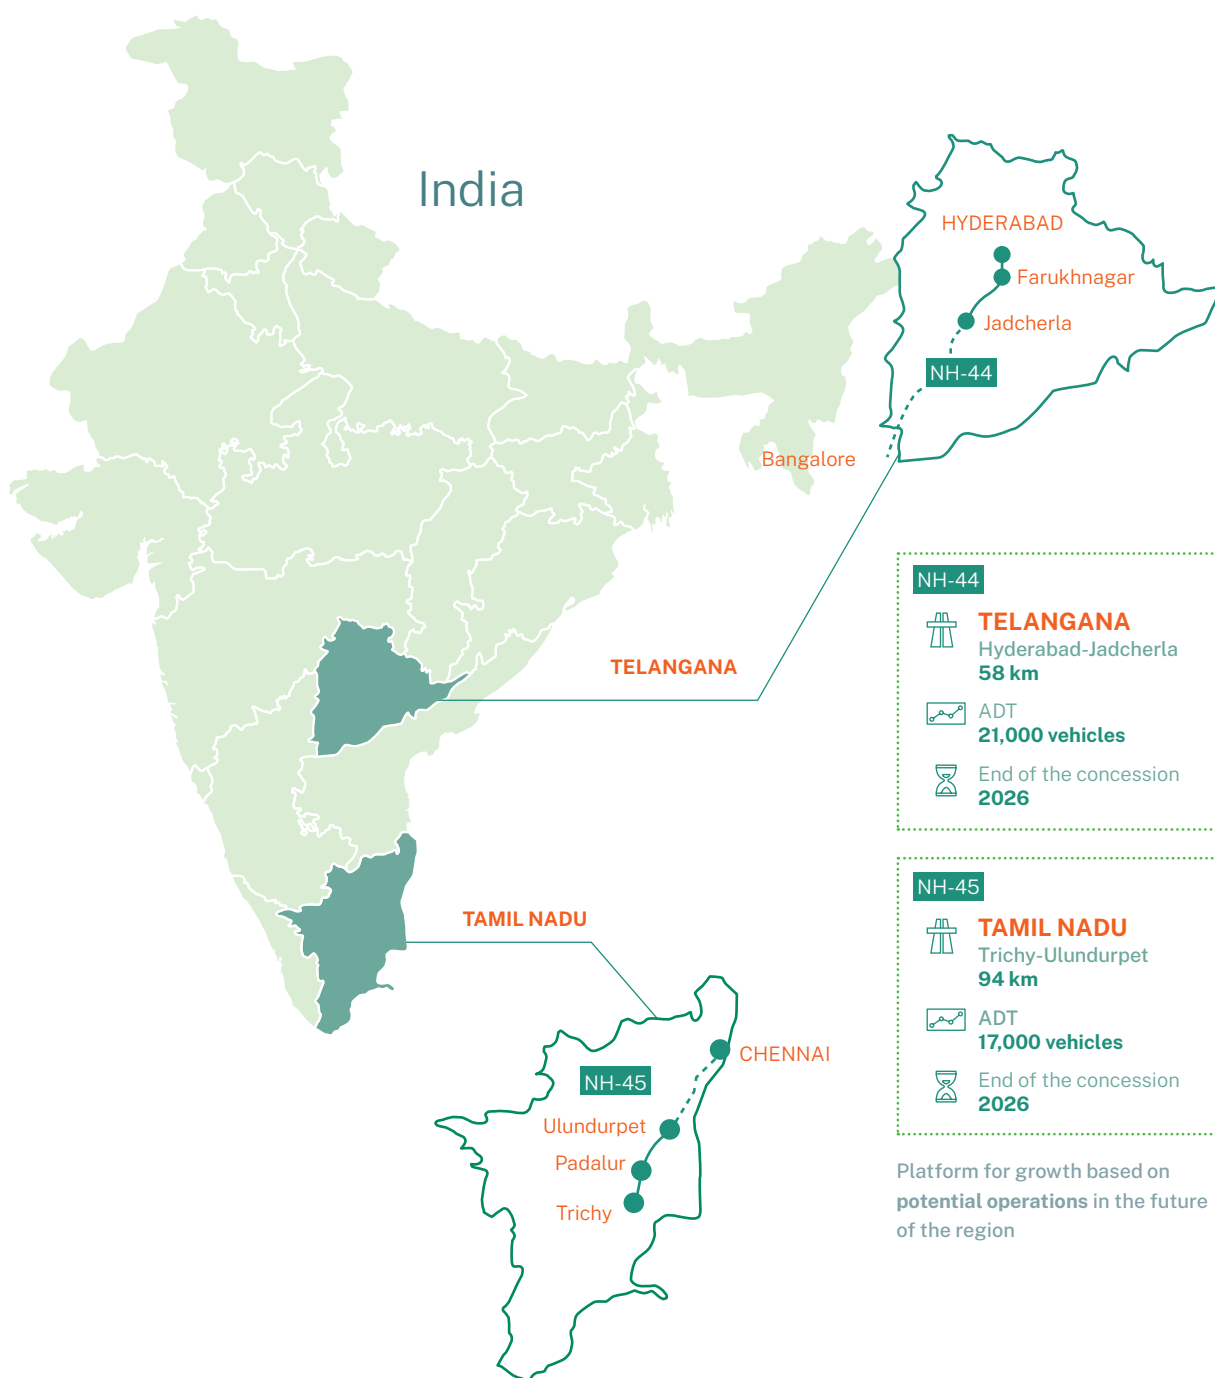 India
HYDERABAD
Farukhnagar
Jadcherla
NH-44
Bangalore
TELANGANA
NH-44
TELANGANA
Hyderabad-Jadcherla
58 km
ADT
21,000 vehicles
End of the concession
2026
NH-45
TAMIL NADU
Trichy-Ulundurpet
94 km
ADT
17,000 vehicles
End of the concession
2026
TAMIL NADU
CHENNAI
NH-45
Ulundurpet
Padalur
Trichy
Platform for growth based on
potential operations in the future
of the region